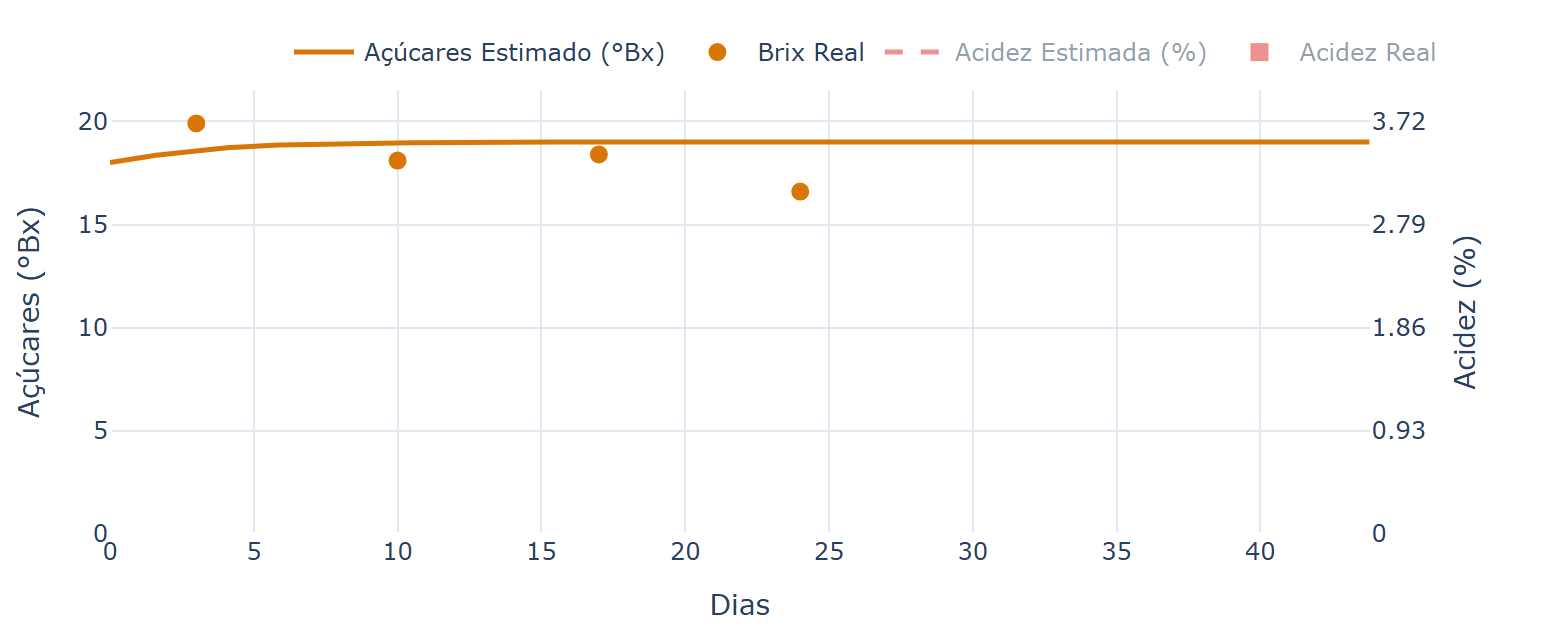 Açúcares Estimado (°Bx) Brix Real Acidez Estimada (%) Acidez Real
20 3.72
15 2.79
10 1.86
5 0.93
0 0
0 5 10 15 20 25 30 35 40
Açúcares (°Bx)
Acidez (%)
Dias